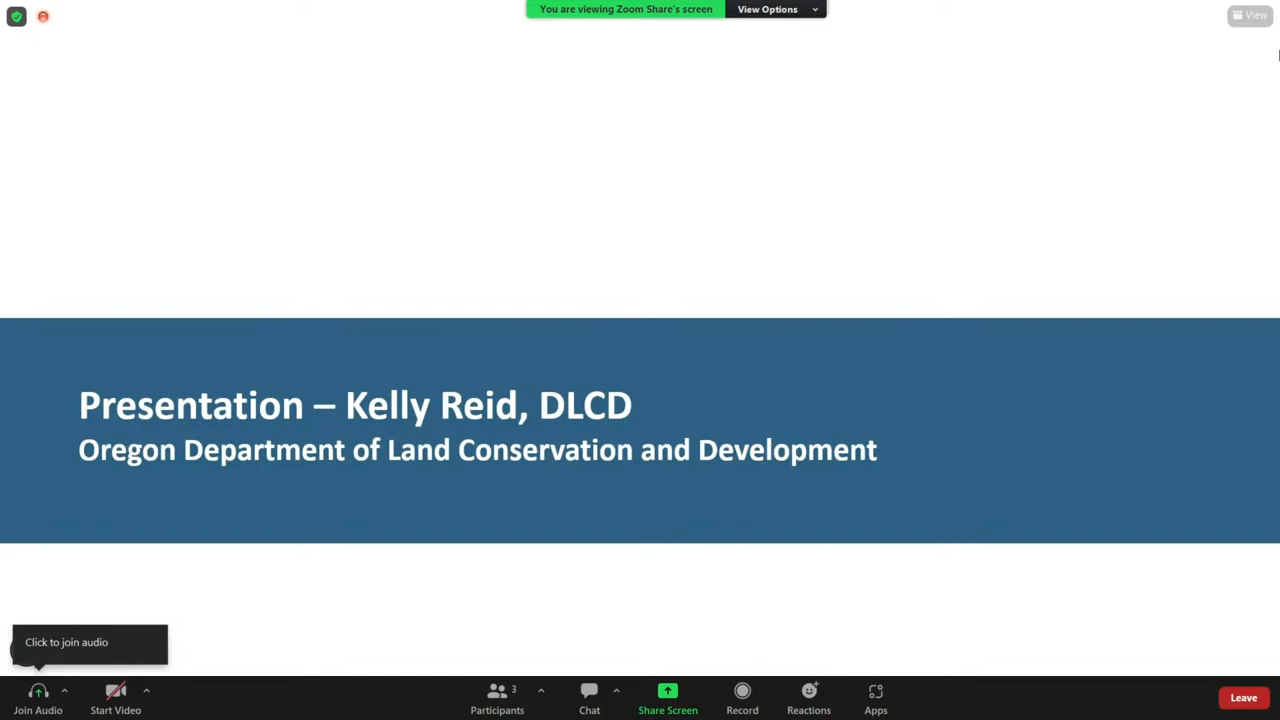 You are viewing Zoom Share's screen
View Options
View
Presentation – Kelly Reid, DLCD
Oregon Department of Land Conservation and Development
Click to join audio
Join Audio
Start Video
Participants
3
Chat
Share Screen
Record
Reactions
Apps
Leave